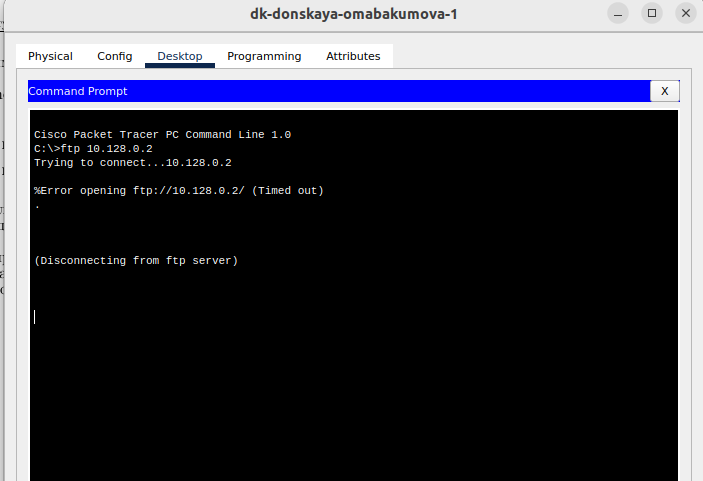 dk-donskaya-omabakumova-1
Physical Config Desktop Programming Attributes
Command Prompt X
Cisco Packet Tracer PC Command Line 1.0
C:\>ftp 10.128.0.2
Trying to connect...10.128.0.2
%Error opening ftp://10.128.0.2/ (Timed out)
.
(Disconnecting from ftp server)